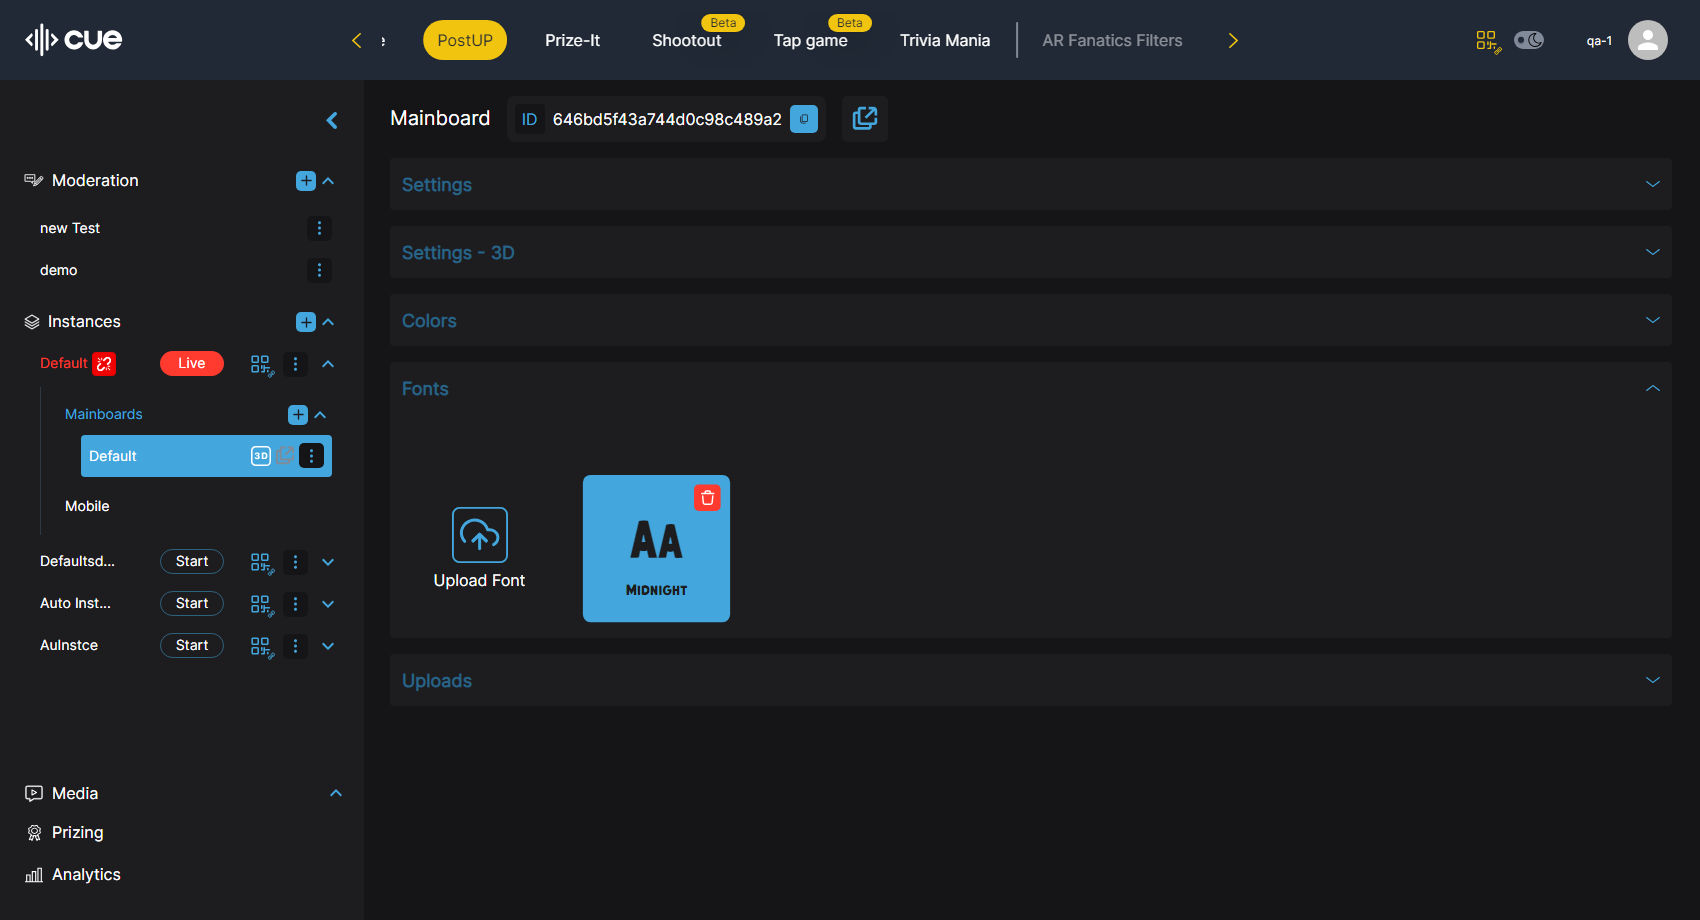 cue
PostUP
Prize-It
Shootout
Beta
Tap game
Beta
Trivia Mania
AR Fanatics Filters
qa-1
Moderation
new Test
demo
Instances
Default
Live
Mainboards
Default
3D
Mobile
Defaultsd...
Start
Auto Inst...
Start
AuInstce
Start
Media
Prizing
Analytics
Mainboard
ID 646bd5f43a744d0c98c489a2
Settings
Settings - 3D
Colors
Fonts
Upload Font
AA
MIDNIGHT
Uploads